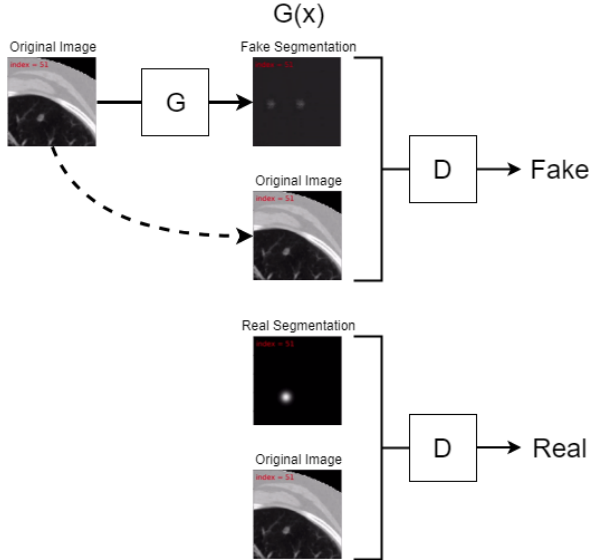 G(x)
Original Image
Fake Segmentation
index = 51
G
index = 51
Original Image
index = 51
D
Fake
Real Segmentation
index = 51
Original Image
index = 51
D
Real